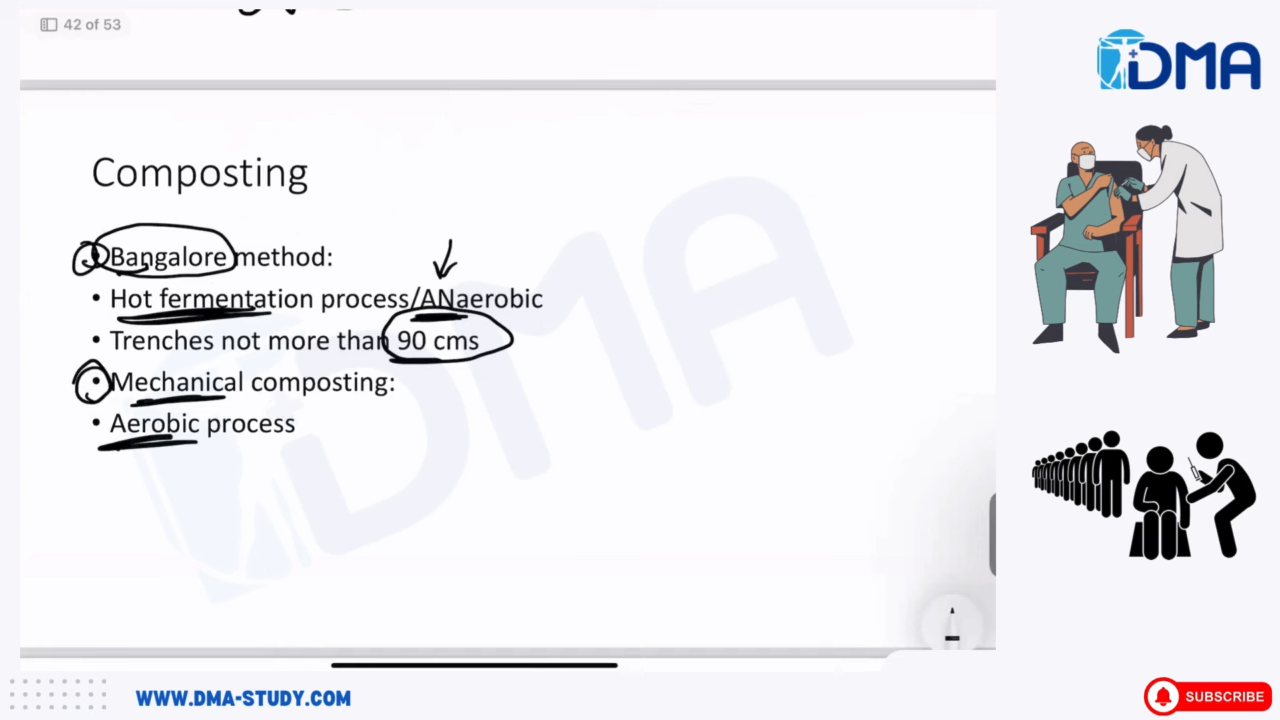 42 of 53
DMA
Composting
• Bangalore method:
• Hot fermentation process/ANaerobic
• Trenches not more than 90 cms
• Mechanical composting:
• Aerobic process
DMA
WWW.DMA-STUDY.COM
SUBSCRIBE